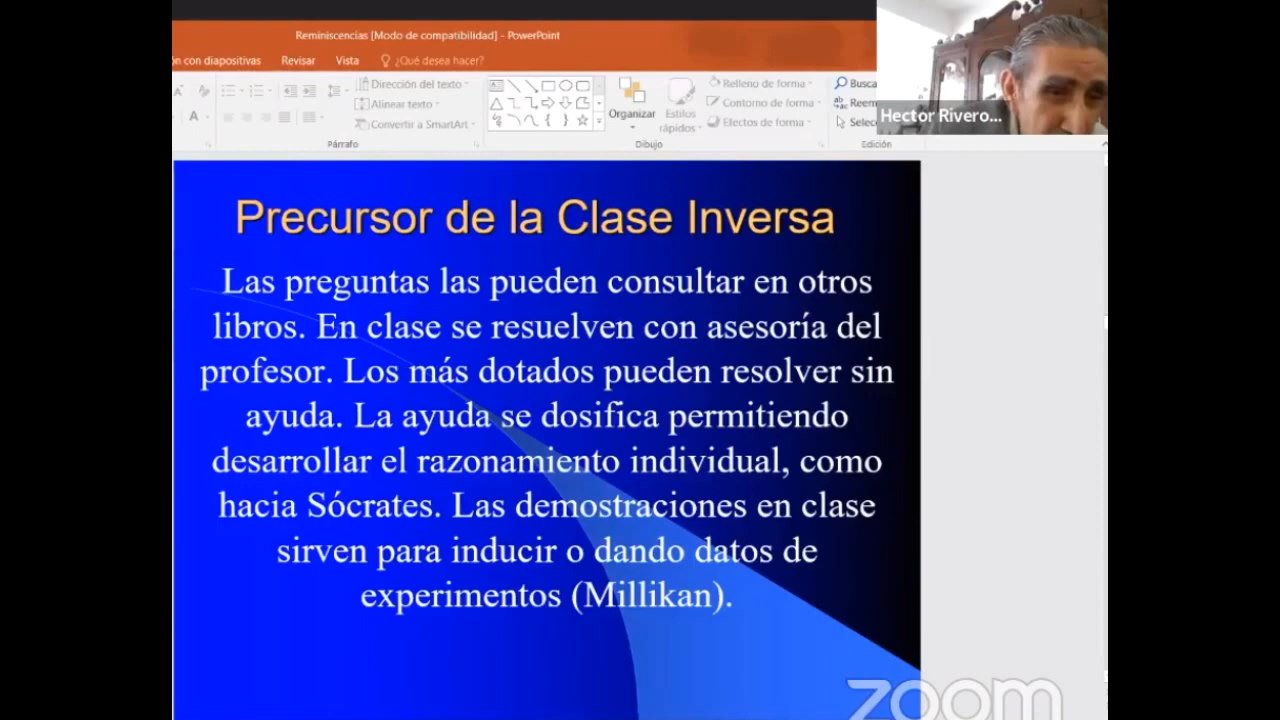 Reminiscencias [Modo de compatibilidad] - PowerPoint
ón con diapositivas Revisar Vista ¿Qué desea hacer?
Dirección del texto
Alinear texto
Convertir a SmartArt
Párrafo
Organizar
Estilos rápidos
Relleno de forma
Contorno de forma
Efectos de forma
Dibujo
Busca
Reem
Selec
Edición
Hector Rivero...
Precursor de la Clase Inversa
Las preguntas las pueden consultar en otros
libros. En clase se resuelven con asesoría del
profesor. Los más dotados pueden resolver sin
ayuda. La ayuda se dosifica permitiendo
desarrollar el razonamiento individual, como
hacia Sócrates. Las demostraciones en clase
sirven para inducir o dando datos de
experimentos (Millikan).
zoom